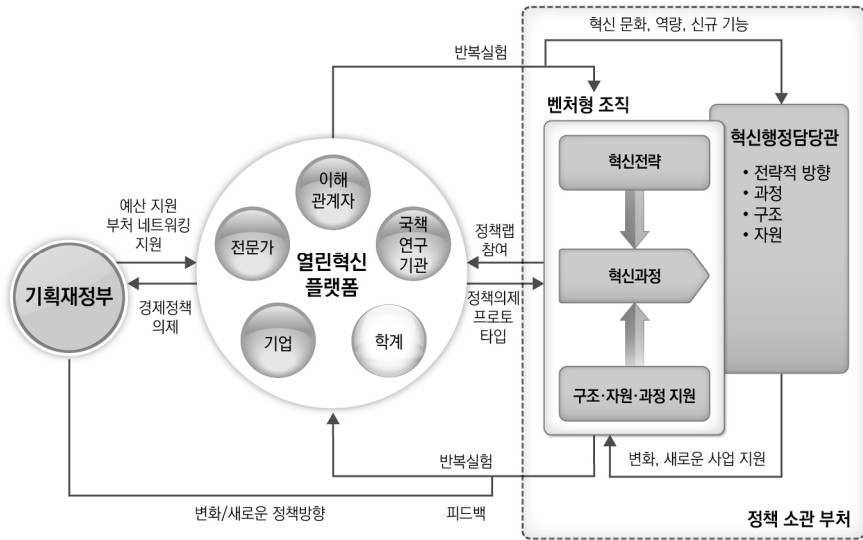 혁신 문화, 역량, 신규 기능
반복실험
벤처형 조직
혁신행정담당관
• 전략적 방향
• 과정
• 구조
• 자원
혁신전략
혁신과정
구조·자원·과정 지원
이해
관계자
전문가
국책
연구
기관
열린혁신
플랫폼
기업
학계
예산 지원
부처 네트워킹
지원
기획재정부
경제정책
의제
정책랩
참여
정책의제
프로토
타입
반복실험
변화, 새로운 사업 지원
변화/새로운 정책방향
피드백
정책 소관 부처